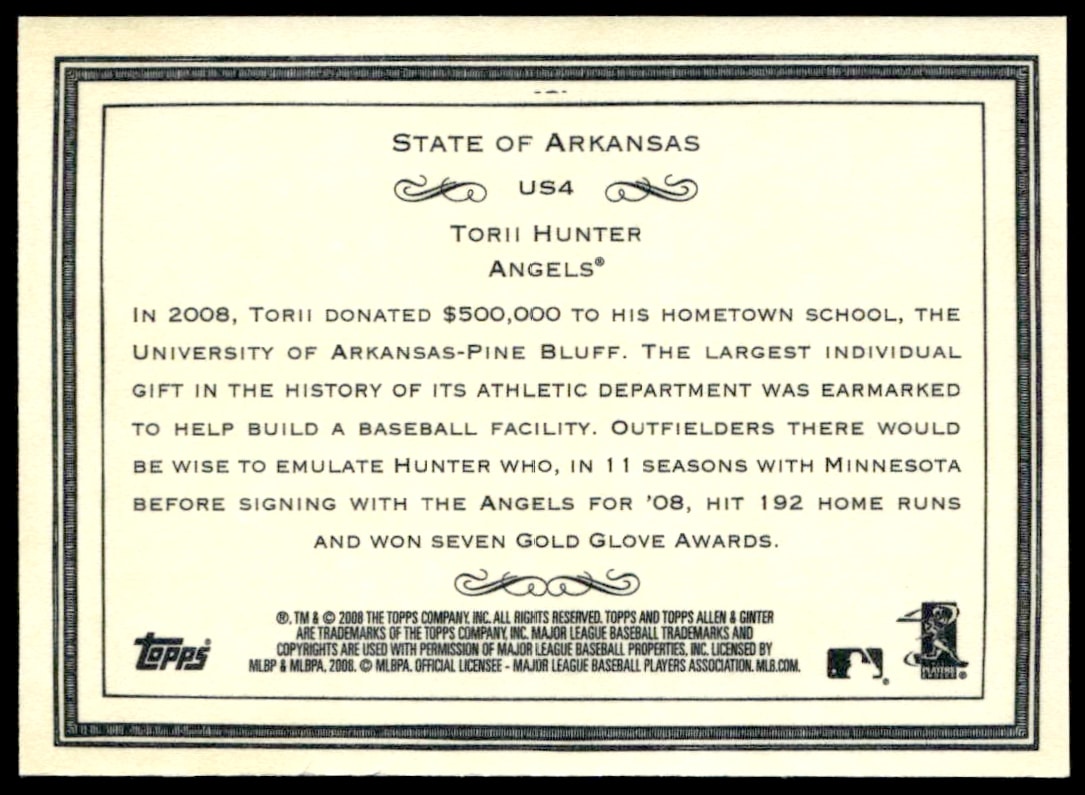 STATE OF ARKANSAS
US4
TORII HUNTER
ANGELS®
IN 2008, TORII DONATED $500,000 TO HIS HOMETOWN SCHOOL, THE
UNIVERSITY OF ARKANSAS-PINE BLUFF. THE LARGEST INDIVIDUAL
GIFT IN THE HISTORY OF ITS ATHLETIC DEPARTMENT WAS EARMARKED
TO HELP BUILD A BASEBALL FACILITY. OUTFIELDERS THERE WOULD
BE WISE TO EMULATE HUNTER WHO, IN 11 SEASONS WITH MINNESOTA
BEFORE SIGNING WITH THE ANGELS FOR '08, HIT 192 HOME RUNS
AND WON SEVEN GOLD GLOVE AWARDS.
®, TM & © 2008 THE TOPPS COMPANY, INC. ALL RIGHTS RESERVED. TOPPS AND TOPPS ALLEN & GINTER
ARE TRADEMARKS OF THE TOPPS COMPANY, INC. MAJOR LEAGUE BASEBALL TRADEMARKS AND
COPYRIGHTS ARE USED WITH PERMISSION OF MAJOR LEAGUE BASEBALL PROPERTIES, INC. LICENSED BY
MLBP & MLBPA, 2008. © MLBPA. OFFICIAL LICENSEE - MAJOR LEAGUE BASEBALL PLAYERS ASSOCIATION. MLB.COM.
Topps®
PLAYERS